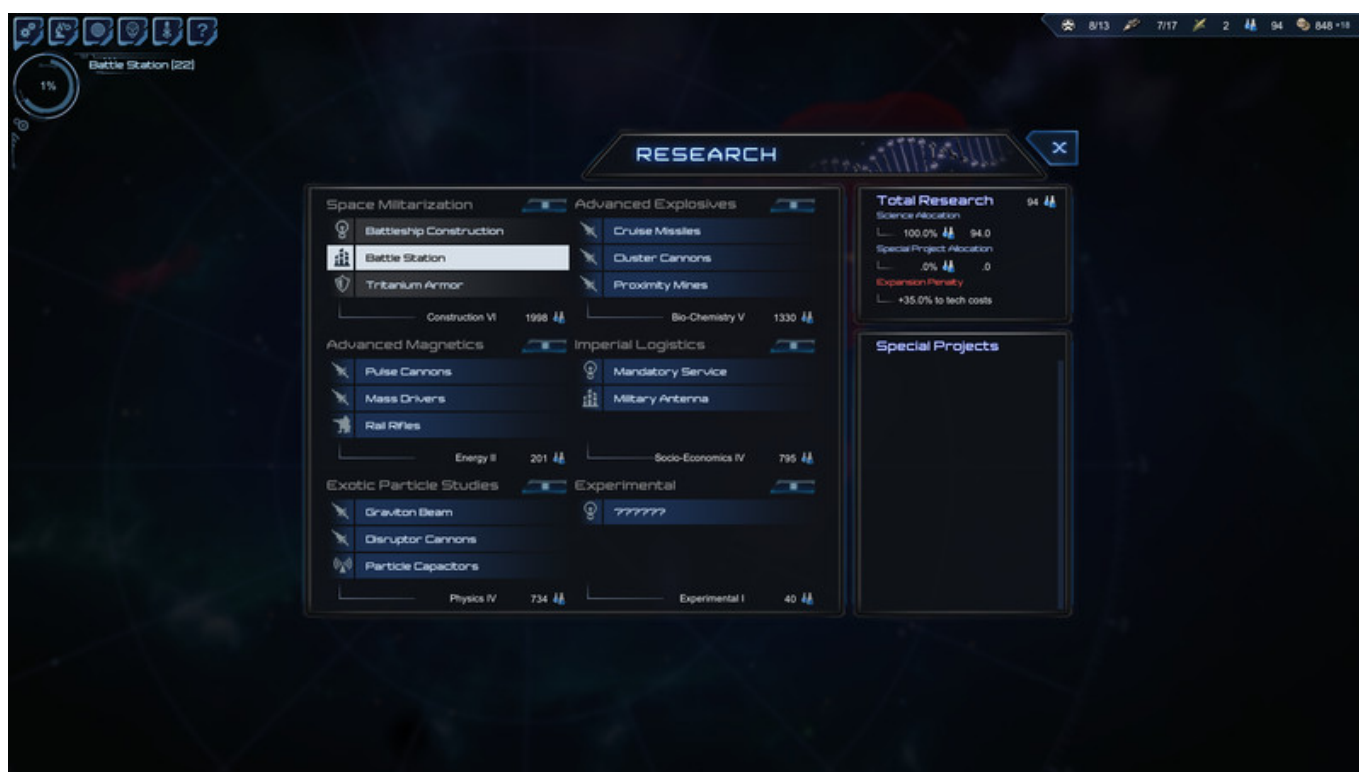 8/13 7/17 2 94 848 +18
Battle Station (22)
1%
RESEARCH
X
Space Militarization
Battleship Construction
Battle Station
Tritanium Armor
Construction VI 1998
Advanced Explosives
Cruise Missiles
Cluster Cannons
Proximity Mines
Bio-Chemistry V 1330
Advanced Magnetics
Pulse Cannons
Mass Drivers
Rail Rifles
Energy II 201
Imperial Logistics
Mandatory Service
Military Antenna
Socio-Economics IV 795
Exotic Particle Studies
Graviton Beam
Disruptor Cannons
Particle Capacitors
Physics IV 734
Experimental
??????
Experimental I 40
Total Research 94
Science Allocation
100.0% 94.0
Special Project Allocation
.0% .0
Expansion Penalty
+35.0% to tech costs
Special Projects